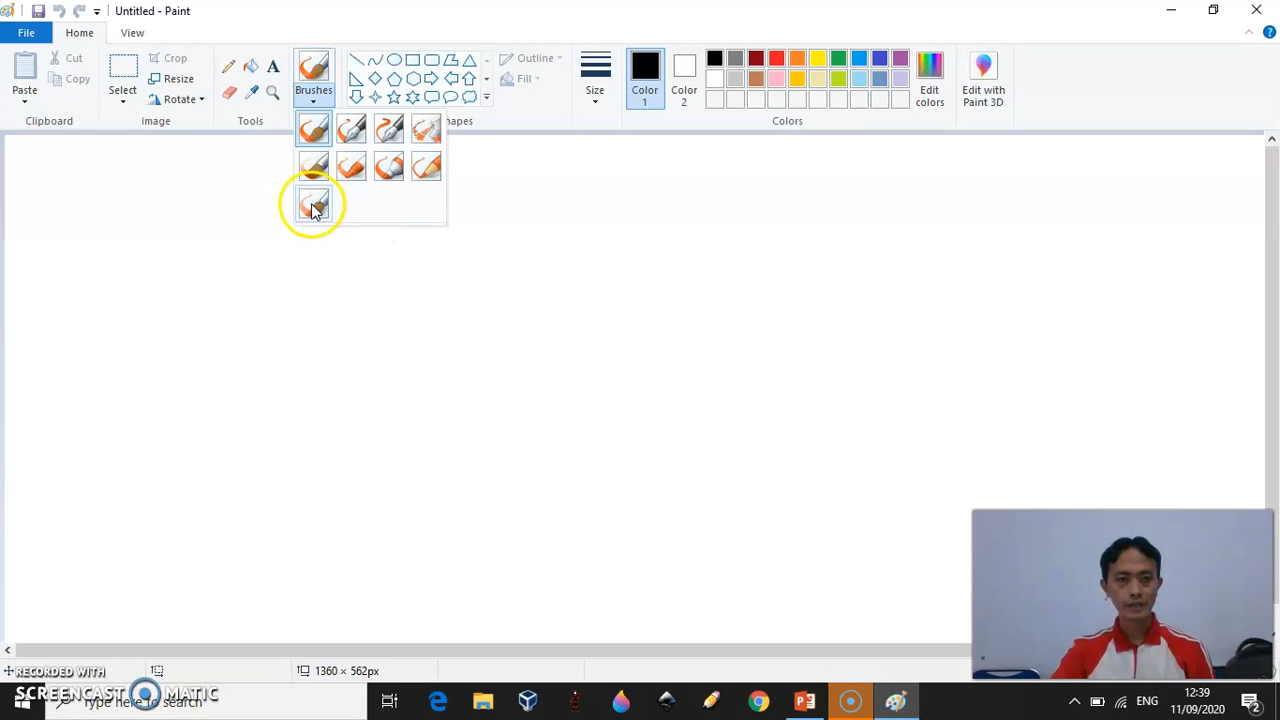 Untitled - Paint
File
Home
View
Paste
Cut
Copy
Clipboard
Select
Crop
Resize
Rotate
Image
A
Tools
Brushes
Outline
Fill
hapes
Size
Color
1
Color
2
Edit
colors
Colors
Edit with
Paint 3D
1360 × 562px
RECORDED WITH
SCREENCAST MATIC
Type here to search
ENG
12:39
11/09/2020
2